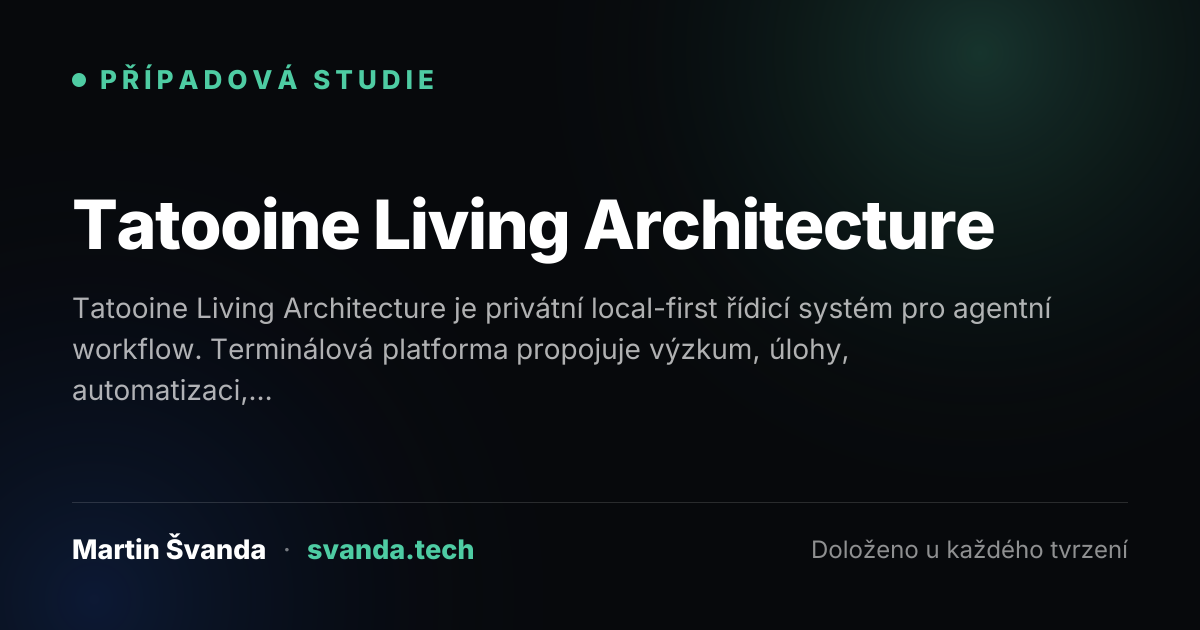 PŘÍPADOVÁ STUDIE
Tatooine Living Architecture
Tatooine Living Architecture je privátní local-first řídicí systém pro agentní
workflow. Terminálová platforma propojuje výzkum, úlohy,
automatizaci,...
Martin Švanda · svanda.tech
Doloženo u každého tvrzení